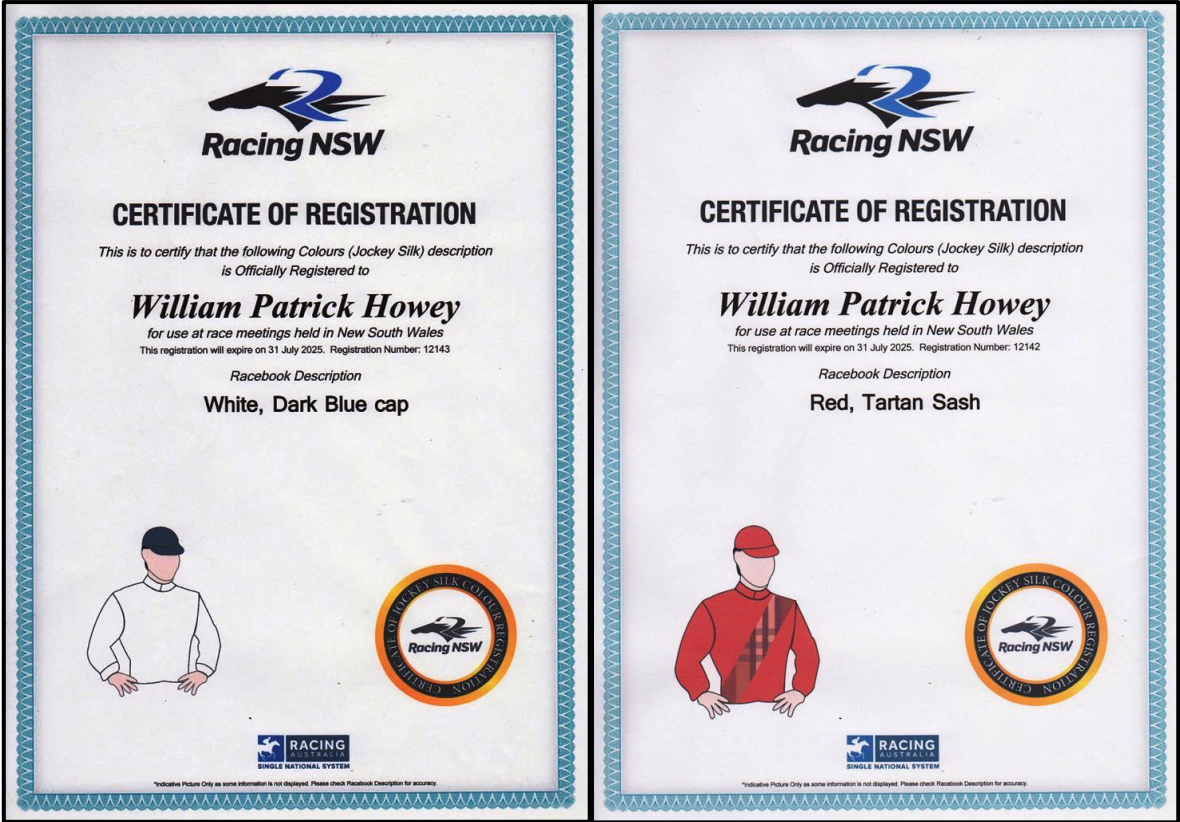 Racing NSW
CERTIFICATE OF REGISTRATION
This is to certify that the following Colours (Jockey Silk) description
is Officially Registered to
William Patrick Howey
for use at race meetings held in New South Wales
This registration will expire on 31 July 2025. Registration Number: 12143
Racebook Description
White, Dark Blue cap
CERTIFICATE OF JOCKEY SILK COLOUR REGISTRATION
Racing NSW
RACING
AUSTRALIA
SINGLE NATIONAL SYSTEM
*Indicative Picture Only as some information is not displayed. Please check Racebook Description for accuracy.
Racing NSW
CERTIFICATE OF REGISTRATION
This is to certify that the following Colours (Jockey Silk) description
is Officially Registered to
William Patrick Howey
for use at race meetings held in New South Wales
This registration will expire on 31 July 2025. Registration Number: 12142
Racebook Description
Red, Tartan Sash
CERTIFICATE OF JOCKEY SILK COLOUR REGISTRATION
Racing NSW
RACING
AUSTRALIA
SINGLE NATIONAL SYSTEM
*Indicative Picture Only as some information is not displayed. Please check Racebook Description for accuracy.